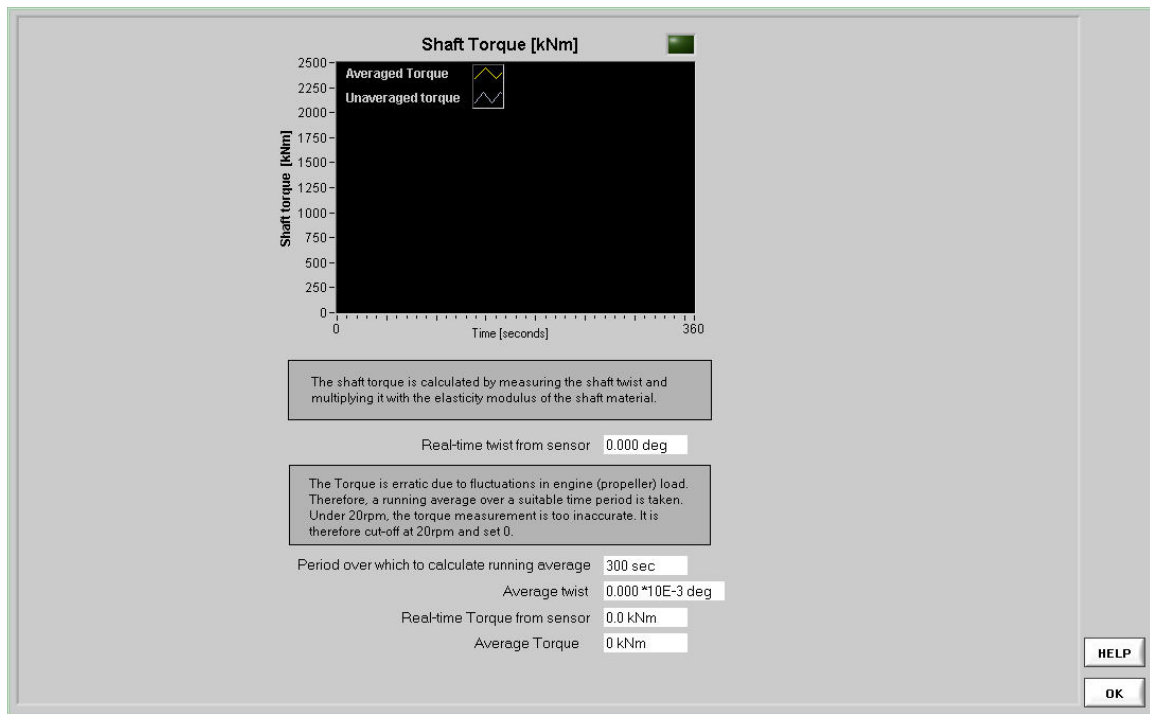 Shaft Torque [kNm]
Averaged Torque
Unaveraged torque
Shaft torque [kNm]
2500
2250
2000
1750
1500
1250
1000
750
500
250
0
0
360
Time [seconds]
The shaft torque is calculated by measuring the shaft twist and
multiplying it with the elasticity modulus of the shaft material.
Real-time twist from sensor 0.000 deg
The Torque is erratic due to fluctuations in engine (propeller) load.
Therefore, a running average over a suitable time period is taken.
Under 20rpm, the torque measurement is too inaccurate. It is
therefore cut-off at 20rpm and set 0.
Period over which to calculate running average 300 sec
Average twist 0.000 *10E-3 deg
Real-time Torque from sensor 0.0 kNm
Average Torque 0 kNm
HELP
OK